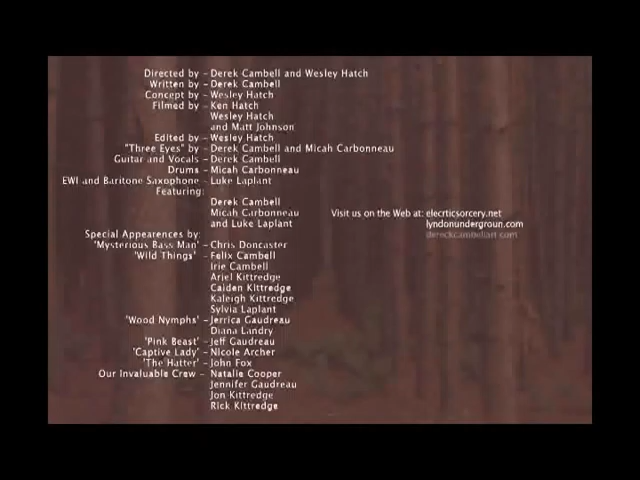 Directed by - Derek Cambell and Wesley Hatch
Written by - Derek Cambell
Concept by - Wesley Hatch
Filmed by - Ken Hatch
Wesley Hatch
and Matt Johnson
Edited by - Wesley Hatch
"Three Eyes" by - Derek Cambell and Micah Carbonneau
Guitar and Vocals - Derek Cambell
Drums - Micah Carbonneau
EWI and Baritone Saxophone - Luke Laplant
Featuring:
Derek Cambell
Micah Carbonneau
and Luke Laplant
Special Appearences by:
'Mysterious Bass Man' - Chris Doncaster
'Wild Things' - Felix Cambell
Irie Cambell
Ariel Kittredge
Caiden Kittredge
Kaleigh Kittredge
Sylvia Laplant
'Wood Nymphs' - Jerrica Gaudreau
Diana Landry
'Pink Beast' - Jeff Gaudreau
'Captive Lady' - Nicole Archer
'The Hatter' - John Fox
Our Invaluable Crew - Natalie Cooper
Jennifer Gaudreau
Jon Kittredge
Rick Kittredge
Visit us on the Web at: elecrticsorcery.net
lyndonundergroun.com
dereckcambellart.com